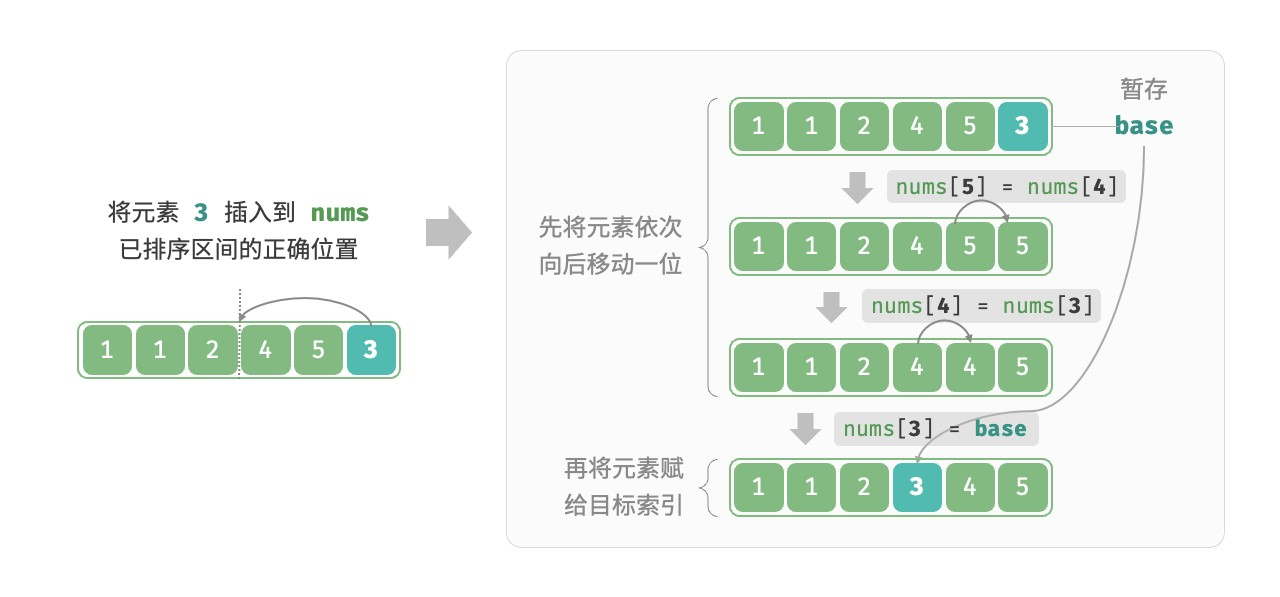 将元素 3 插入到 nums
已排序区间的正确位置
1 1 2 4 5 3
先将元素依次
向后移动一位
1 1 2 4 5 3
暂存
base
nums[5] = nums[4]
1 1 2 4 5 5
nums[4] = nums[3]
1 1 2 4 4 5
nums[3] = base
再将元素赋
给目标索引
1 1 2 3 4 5